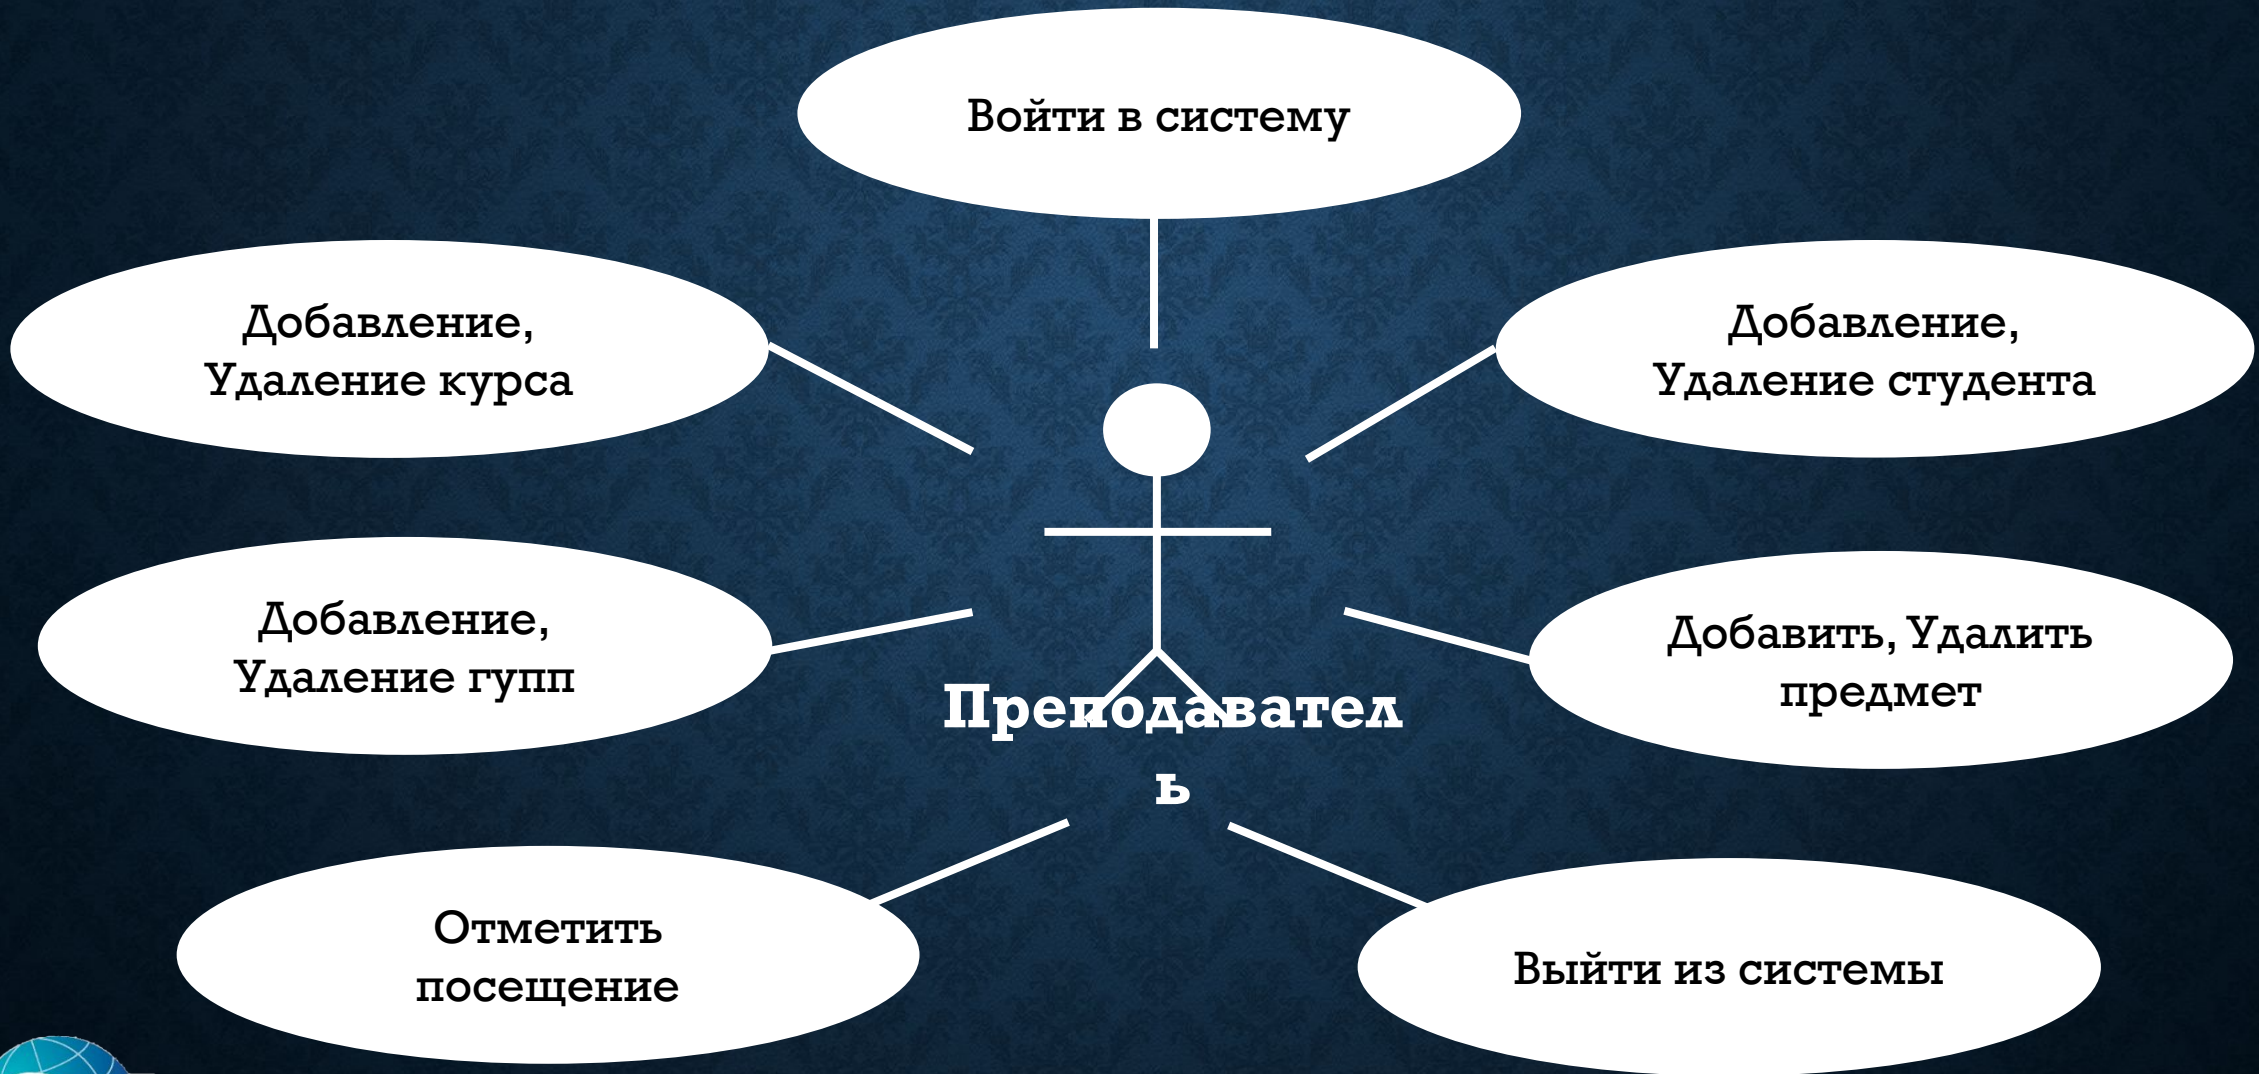 Войти в систему
Добавление,
Удаление курса
Добавление,
Удаление студента
Добавление,
Удаление гупп
Добавить, Удалить
предмет
Преподавател
ь
Отметить
посещение
Выйти из системы